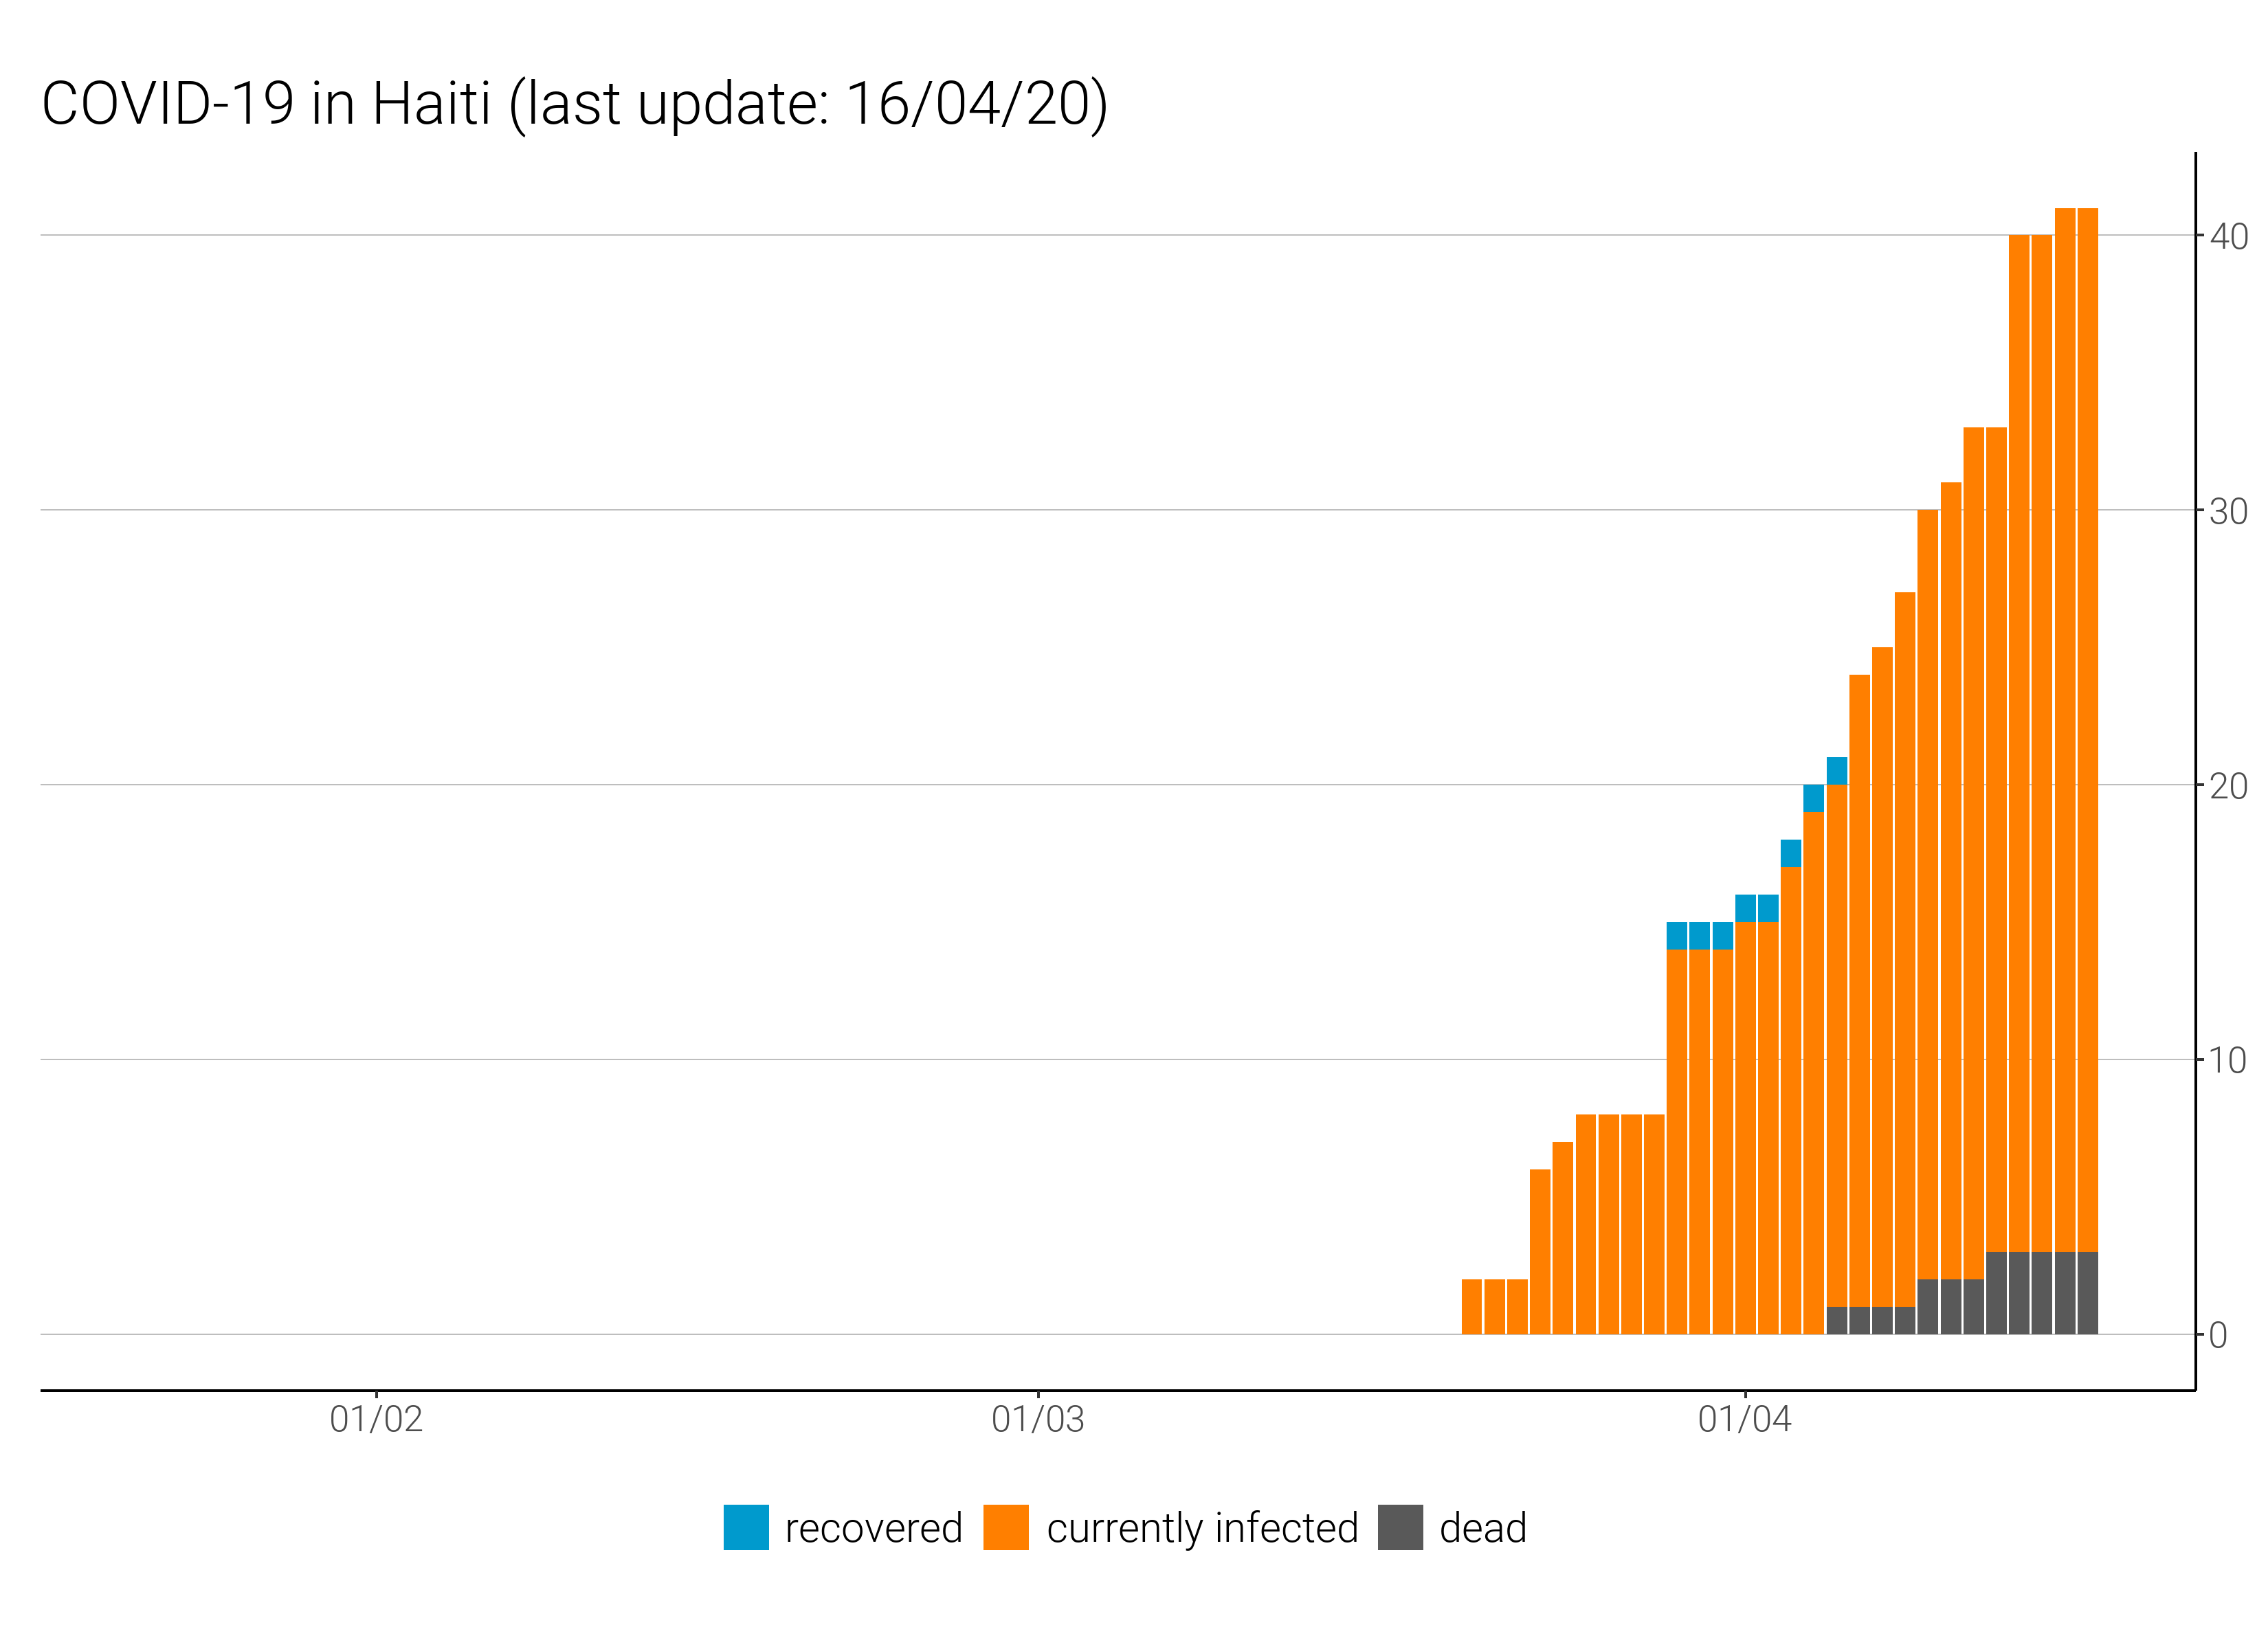 COVID-19 in Haiti (last update: 16/04/20)
40
30
20
10
0
01/02 01/03 01/04
recovered currently infected dead